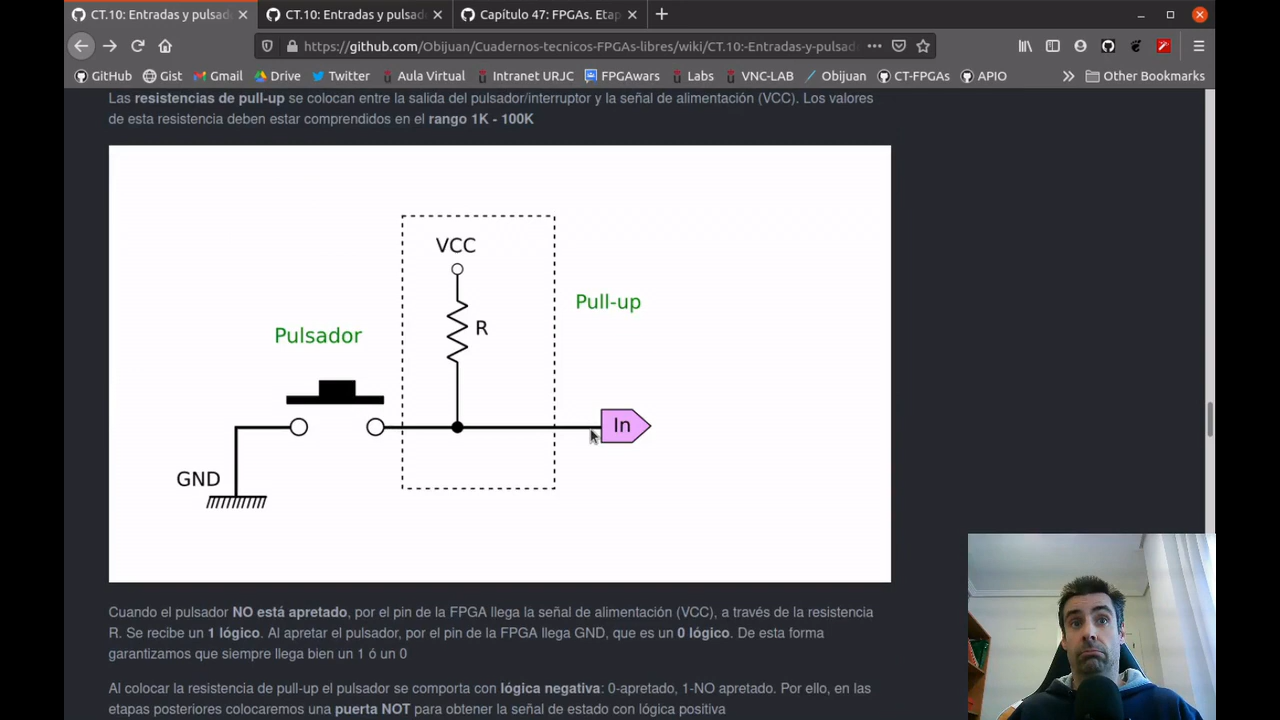 CT.10: Entradas y pulsad
CT.10: Entradas y pulsad
Capítulo 47: FPGAs. Etap
https://github.com/Obijuan/Cuadernos-tecnicos-FPGAs-libres/wiki/CT.10:-Entradas-y-pulsad
GitHub Gist Gmail Drive Twitter Aula Virtual Intranet URJC FPGAwars Labs VNC-LAB Obijuan CT-FPGAs APIO Other Bookmarks
Las resistencias de pull-up se colocan entre la salida del pulsador/interruptor y la señal de alimentación (VCC). Los valores
de esta resistencia deben estar comprendidos en el rango 1K - 100K
VCC
Pull-up
R
Pulsador
In
GND
Cuando el pulsador NO está apretado, por el pin de la FPGA llega la señal de alimentación (VCC), a través de la resistencia
R. Se recibe un 1 lógico. Al apretar el pulsador, por el pin de la FPGA llega GND, que es un 0 lógico. De esta forma
garantizamos que siempre llega bien un 1 ó un 0
Al colocar la resistencia de pull-up el pulsador se comporta con lógica negativa: 0-apretado, 1-NO apretado. Por ello, en las
etapas posteriores colocaremos una puerta NOT para obtener la señal de estado con lógica positiva